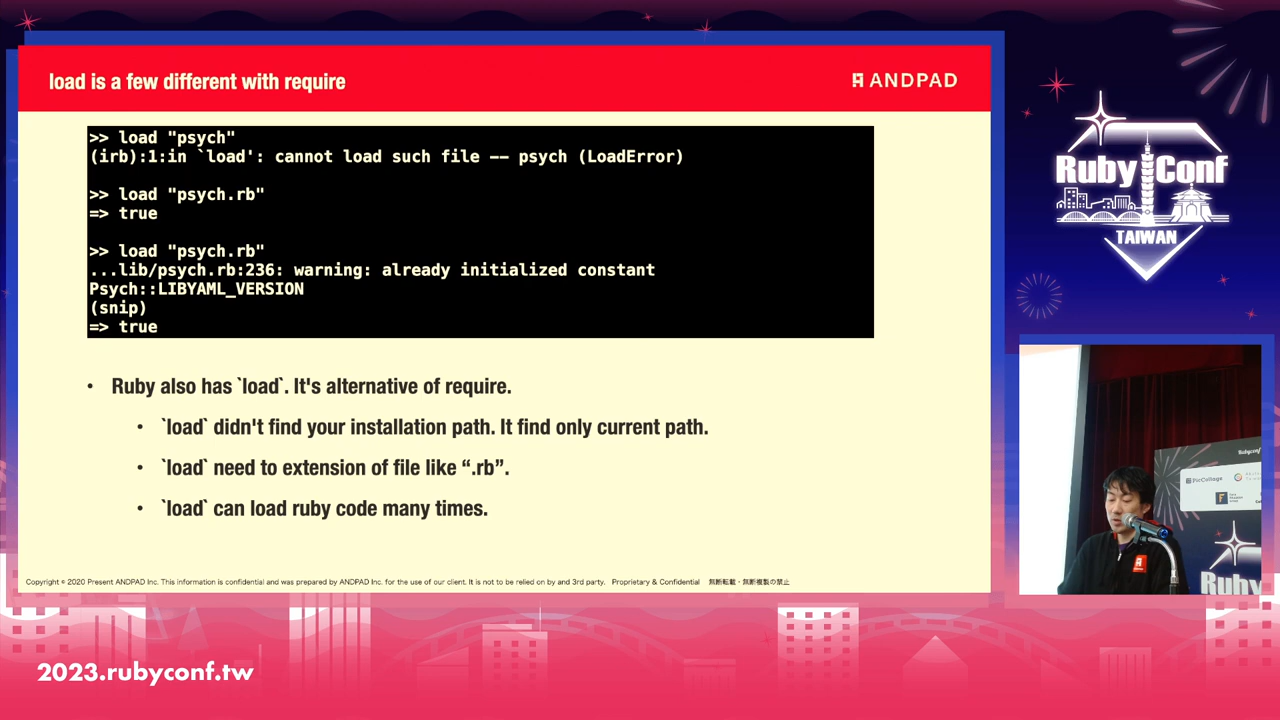 load is a few different with require
ANDPAD
>> load "psych"
(irb):1:in `load': cannot load such file -- psych (LoadError)
>> load "psych.rb"
=> true
>> load "psych.rb"
...lib/psych.rb:236: warning: already initialized constant
Psych::LIBYAML_VERSION
(snip)
=> true
• Ruby also has `load`. It's alternative of require.
• `load` didn't find your installation path. It find only current path.
• `load` need to extension of file like “.rb”.
• `load` can load ruby code many times.
Copyright © 2020 Present ANDPAD Inc. This information is confidential and was prepared by ANDPAD Inc. for the use of our client. It is not to be relied on by and 3rd party. Proprietary & Confidential 無断転載・無断複製の禁止
RubyConf
TAIWAN
PicCollage
RubyConf
2023.rubyconf.tw